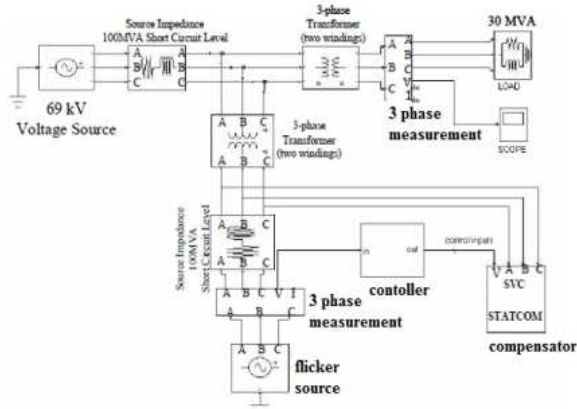 Source Impedance
100MVA Short Circuit Level
3-phase
Transformer
(two windings)
30 MVA
A A
B B
C C
A A
B B
C C
V
I
LOAD
69 kV
Voltage Source
3 phase
measurement
SCOPE
A B C
3-phase
Transformer
(two windings)
A B C
Source Impedance
100MVA
Short Circuit Level
A B C
A B C
in
out
control inputs
contoller
V A B C
SVC
STATCOM
compensator
A B C V I
A B C
3 phase
measurement
A B C
flicker
source